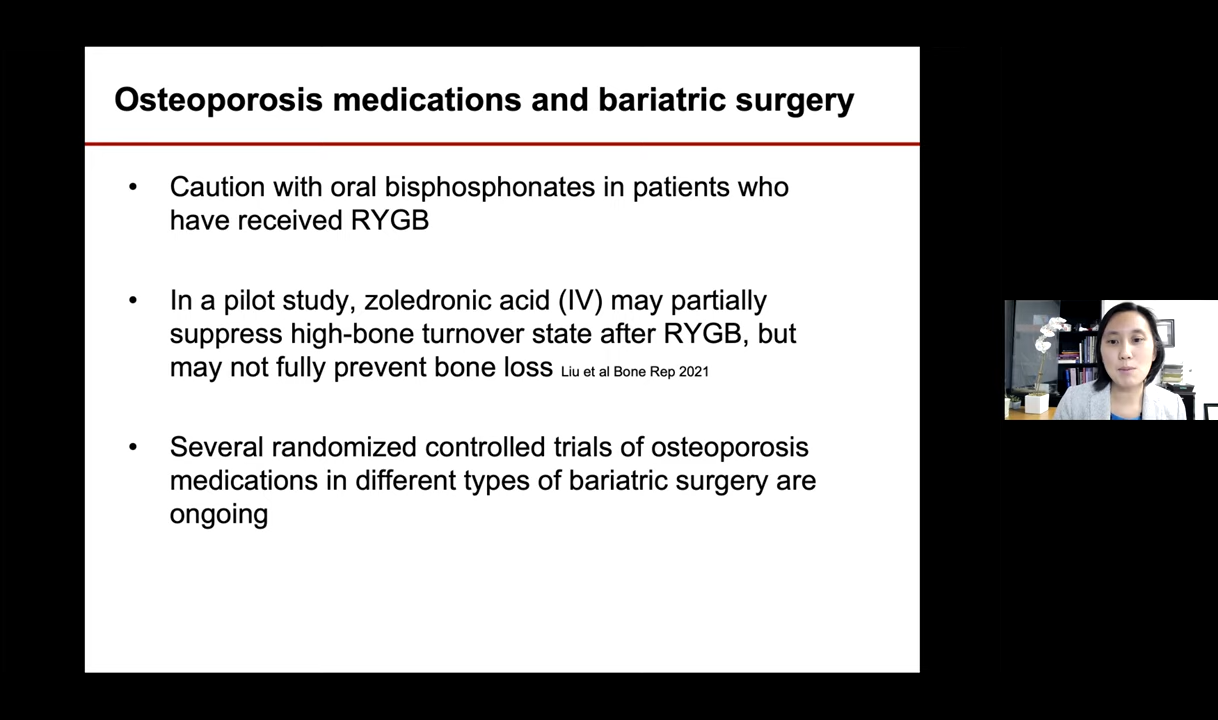 Osteoporosis medications and bariatric surgery
• Caution with oral bisphosphonates in patients who
have received RYGB
• In a pilot study, zoledronic acid (IV) may partially
suppress high-bone turnover state after RYGB, but
may not fully prevent bone loss Liu et al Bone Rep 2021
• Several randomized controlled trials of osteoporosis
medications in different types of bariatric surgery are
ongoing